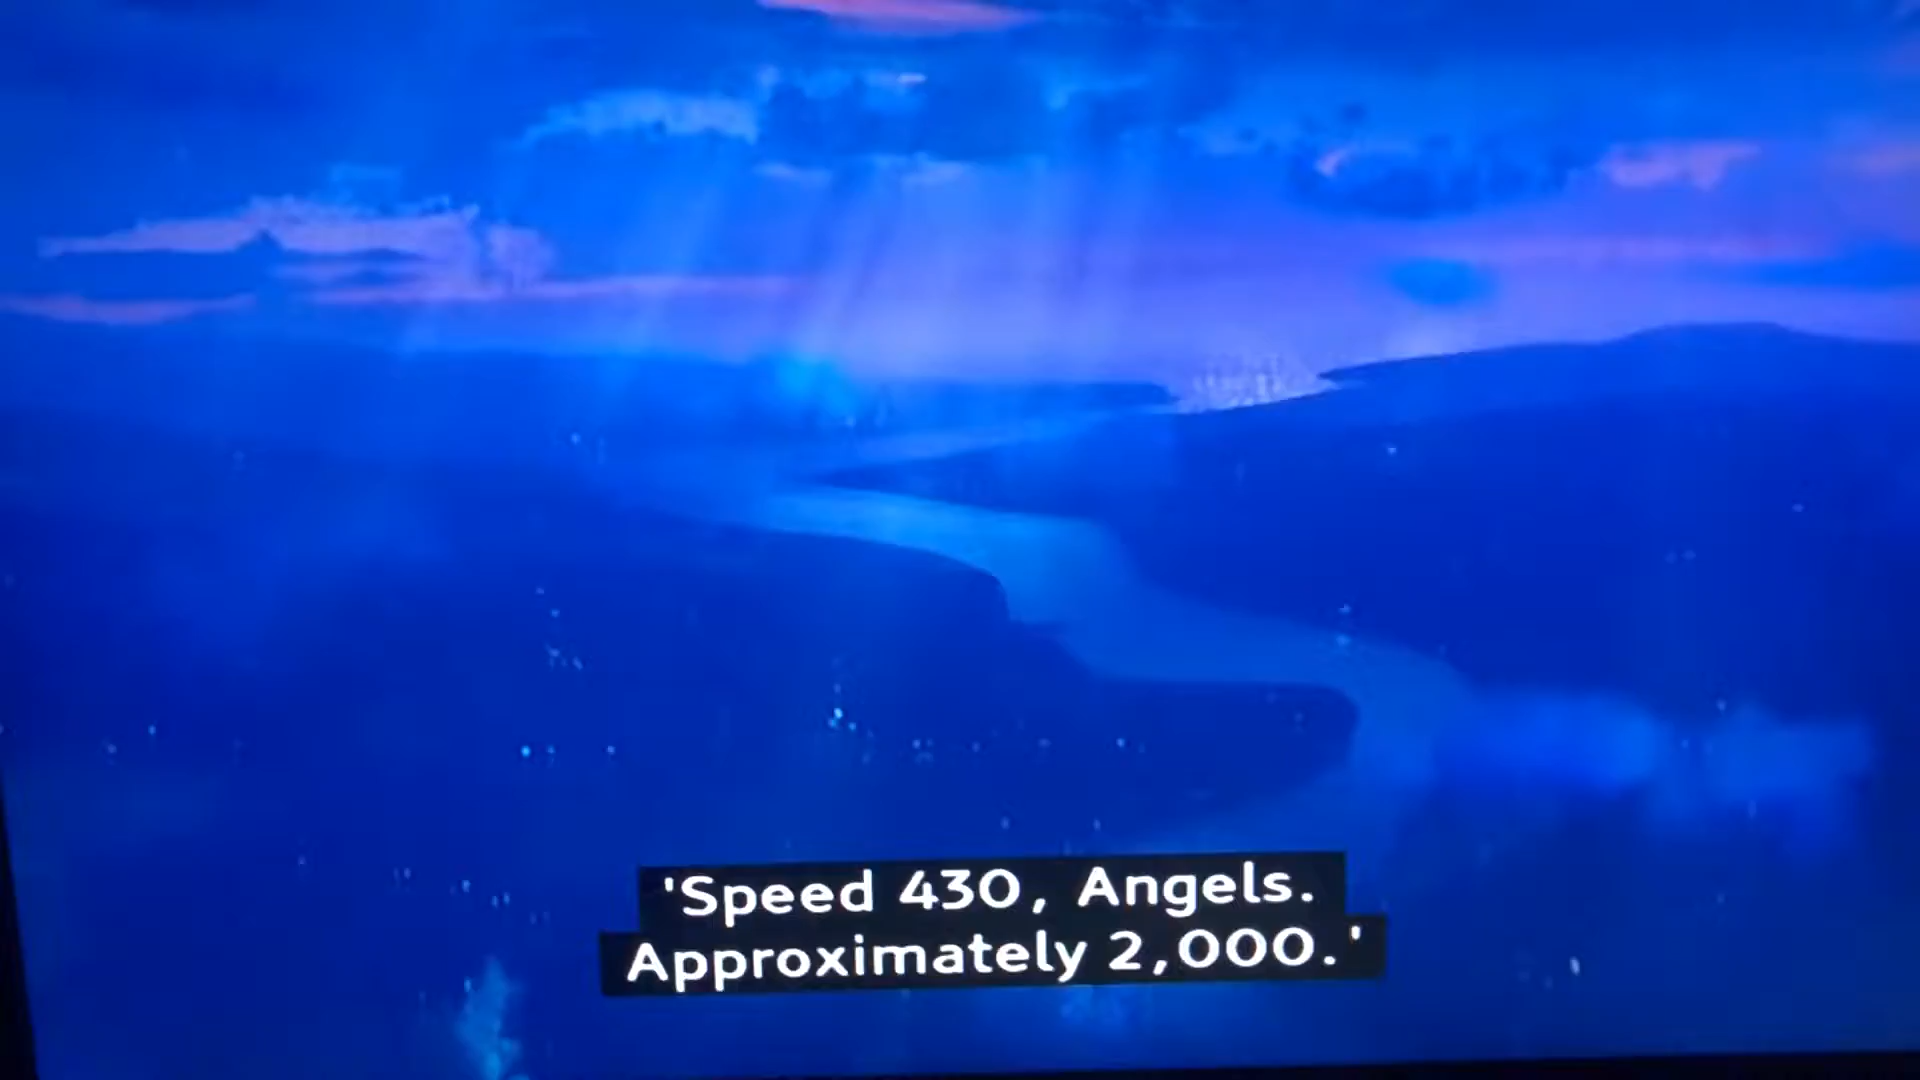 'Speed 430, Angels.
Approximately 2,000.'